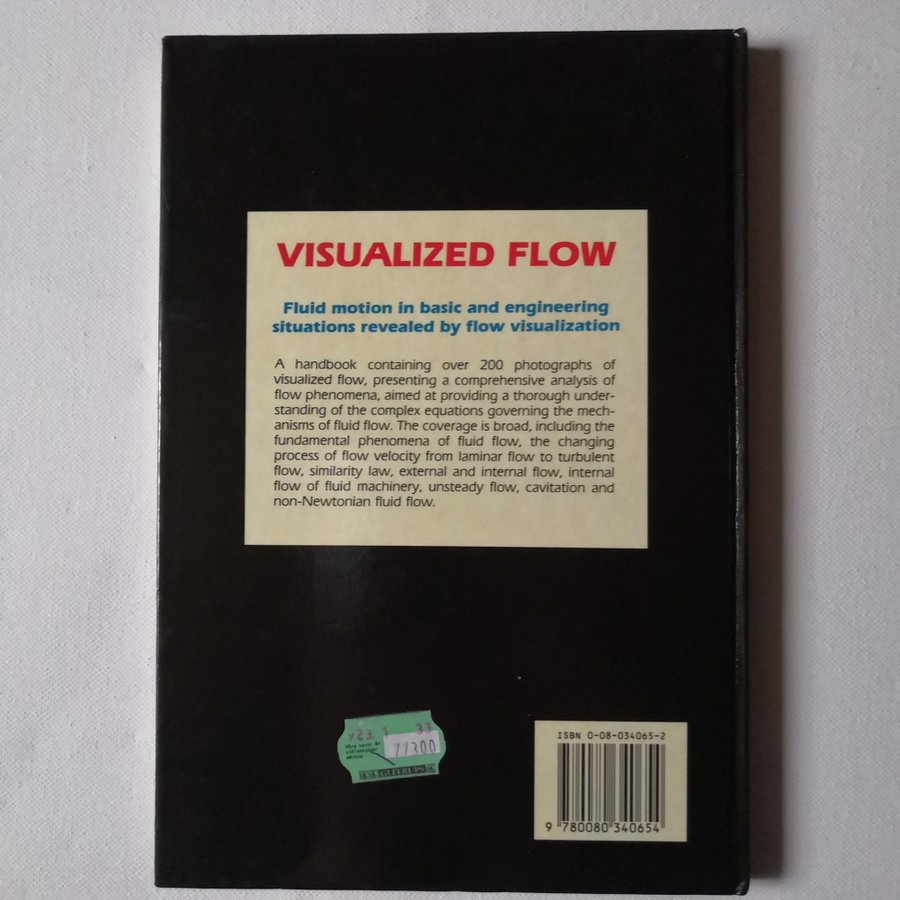 VISUALIZED FLOW
Fluid motion in basic and engineering
situations revealed by flow visualization
A handbook containing over 200 photographs of
visualized flow, presenting a comprehensive analysis of
flow phenomena, aimed at providing a thorough under-
standing of the complex equations governing the mech-
anisms of fluid flow. The coverage is broad, including the
fundamental phenomena of fluid flow, the changing
process of flow velocity from laminar flow to turbulent
flow, similarity law, external and internal flow, internal
flow of fluid machinery, unsteady flow, cavitation and
non-Newtonian fluid flow.
33
ISBN 0-08-034065-2
9 780080 340654